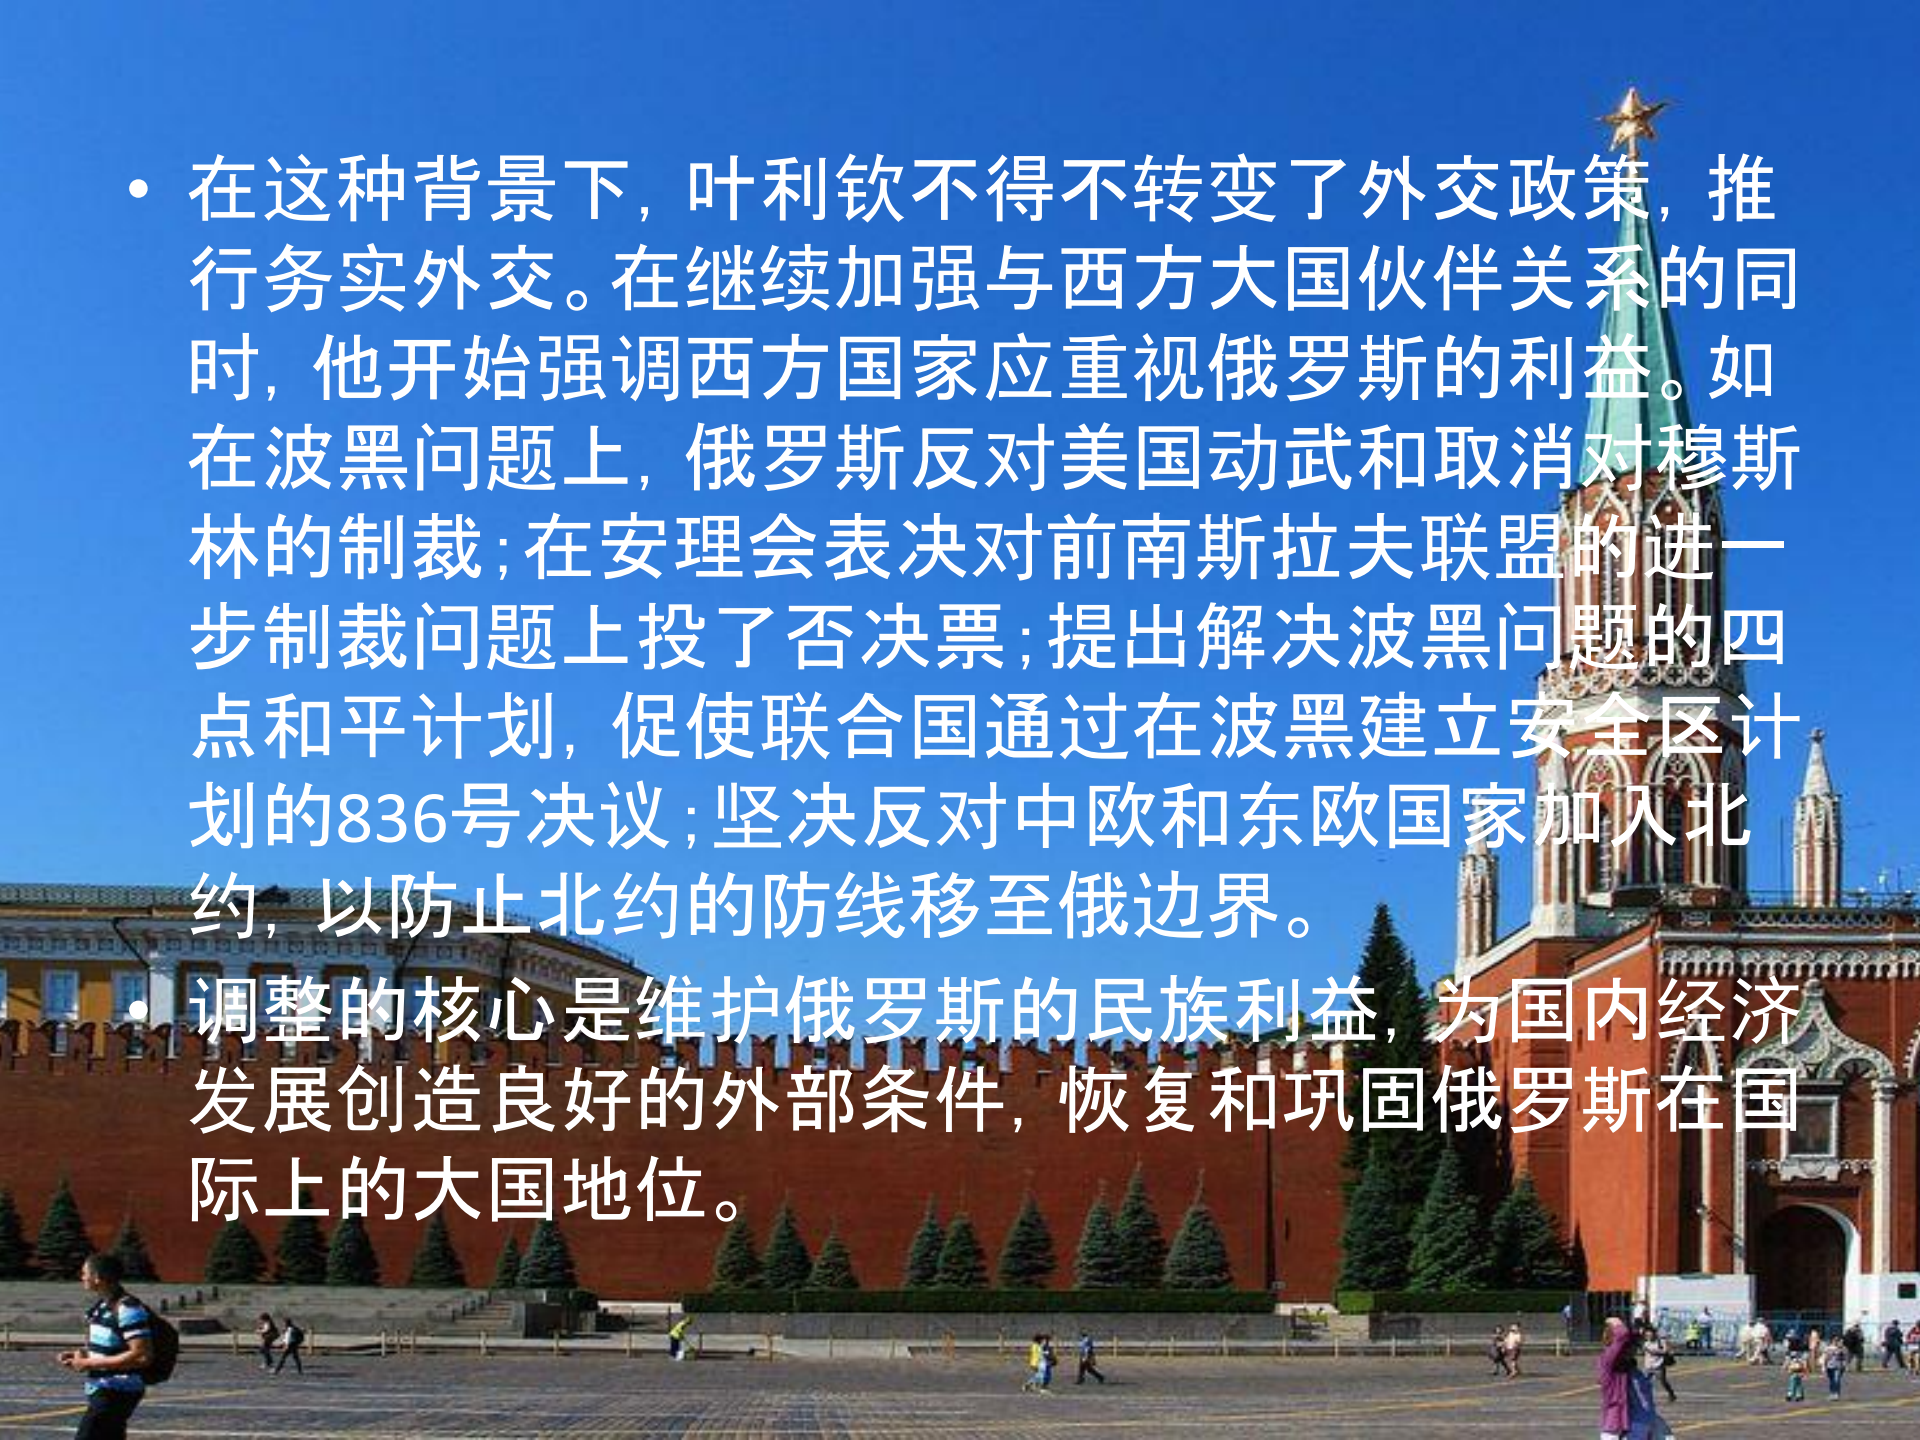 • 在这种背景下, 叶利钦不得不转变了外交政策, 推
行务实外交。在继续加强与西方大国伙伴关系的同
时, 他开始强调西方国家应重视俄罗斯的利益。如
在波黑问题上, 俄罗斯反对美国动武和取消对穆斯
林的制裁;在安理会表决对前南斯拉夫联盟的进一
步制裁问题上投了否决票;提出解决波黑问题的四
点和平计划, 促使联合国通过在波黑建立安全区计
划的836号决议;坚决反对中欧和东欧国家加入北
约, 以防止北约的防线移至俄边界。
• 调整的核心是维护俄罗斯的民族利益, 为国内经济
发展创造良好的外部条件, 恢复和巩固俄罗斯在国
际上的大国地位。